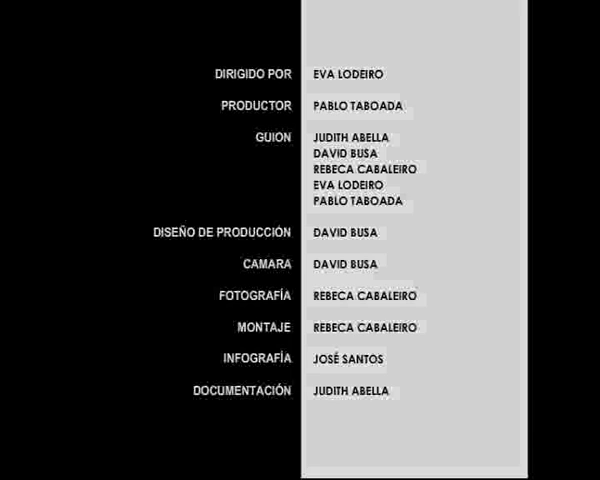 DIRIGIDO POR EVA LODEIRO
PRODUCTOR PABLO TABOADA
GUION JUDITH ABELLA
DAVID BUSA
REBECA CABALEIRO
EVA LODEIRO
PABLO TABOADA
DISEÑO DE PRODUCCIÓN DAVID BUSA
CAMARA DAVID BUSA
FOTOGRAFÍA REBECA CABALEIRO
MONTAJE REBECA CABALEIRO
INFOGRAFÍA JOSÉ SANTOS
DOCUMENTACIÓN JUDITH ABELLA